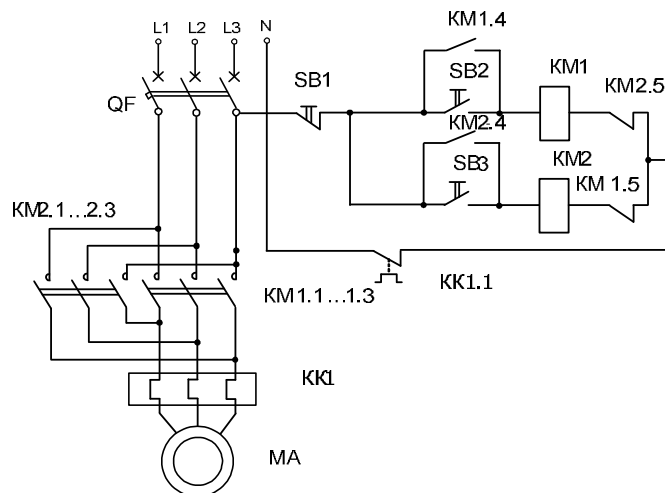 L1 L2 L3 N
KM1.4
SB1
SB2
KM1
KM2.5
QF
KM2.4
SB3
KM2
KM 1.5
KM2.1...2.3
KM1.1...1.3
KK1.1
KK1
MA